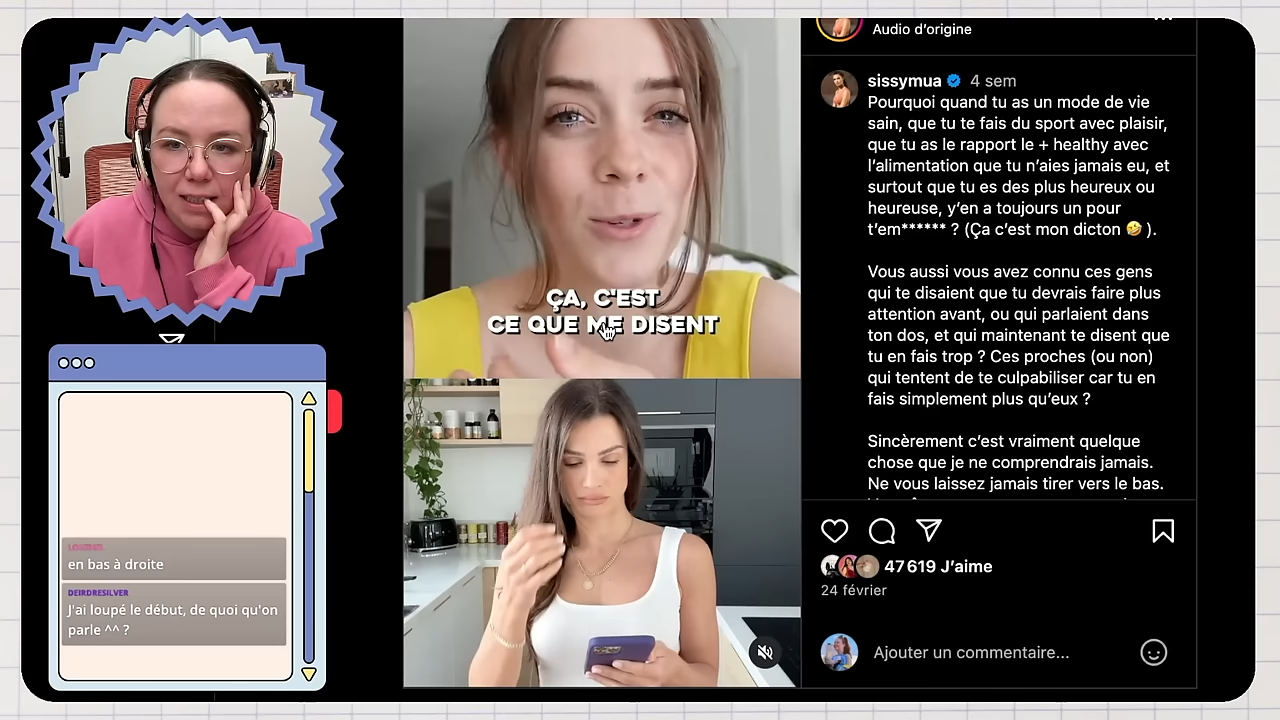 ÇA, C'EST
CE QUE ME DISENT
Audio d'origine
sissymua 4 sem
Pourquoi quand tu as un mode de vie
sain, que tu te fais du sport avec plaisir,
que tu as le rapport le + healthy avec
l'alimentation que tu n'aies jamais eu, et
surtout que tu es des plus heureux ou
heureuse, y'en a toujours un pour
t'em****** ? (Ça c'est mon dicton 🤣 ).
Vous aussi vous avez connu ces gens
qui te disaient que tu devrais faire plus
attention avant, ou qui parlaient dans
ton dos, et qui maintenant te disent que
tu en fais trop ? Ces proches (ou non)
qui tentent de te culpabiliser car tu en
fais simplement plus qu'eux ?
Sincèrement c'est vraiment quelque
chose que je ne comprendrais jamais.
Ne vous laissez jamais tirer vers le bas.
47 619 J'aime
24 février
Ajouter un commentaire...
en bas à droite
DEIRDRESILVER
J'ai loupé le début, de quoi qu'on
parle ^^ ?